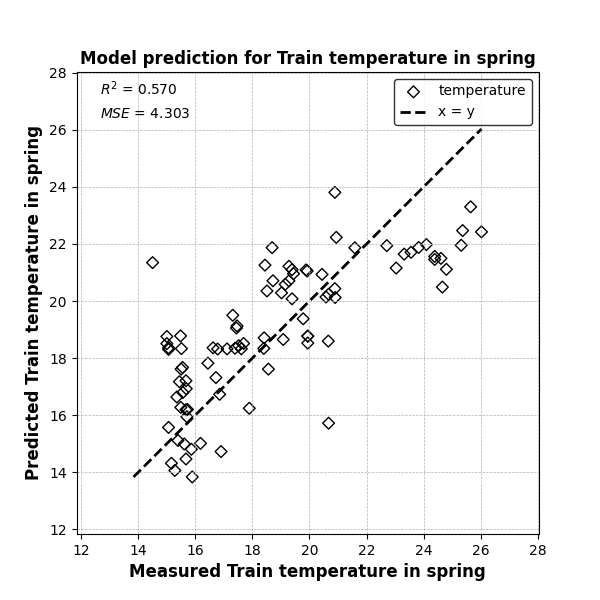 Model prediction for Train temperature in spring
R² = 0.570
MSE = 4.303
temperature
x = y
28
26
24
22
20
18
16
14
12
Predicted Train temperature in spring
12 14 16 18 20 22 24 26 28
Measured Train temperature in spring